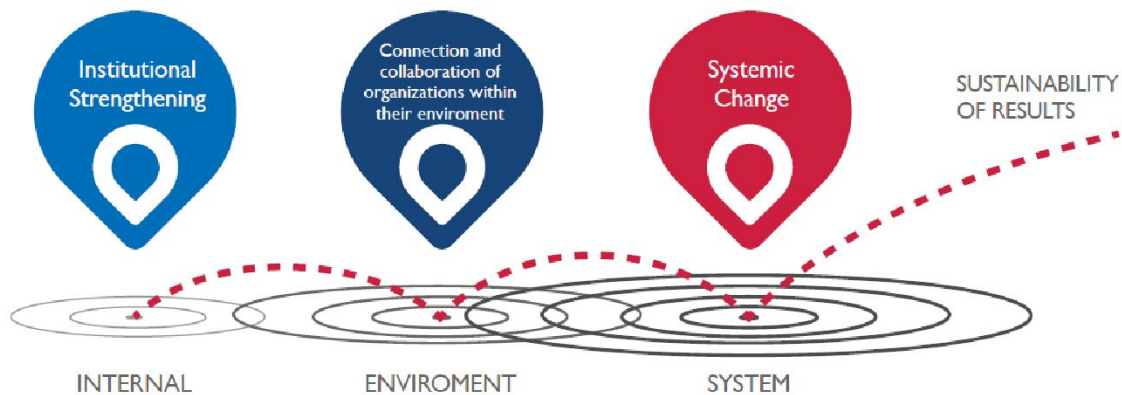 Institutional
Strengthening
Connection and
collaboration of
organizations within
their enviroment
Systemic
Change
SUSTAINABILITY
OF RESULTS
INTERNAL
ENVIROMENT
SYSTEM